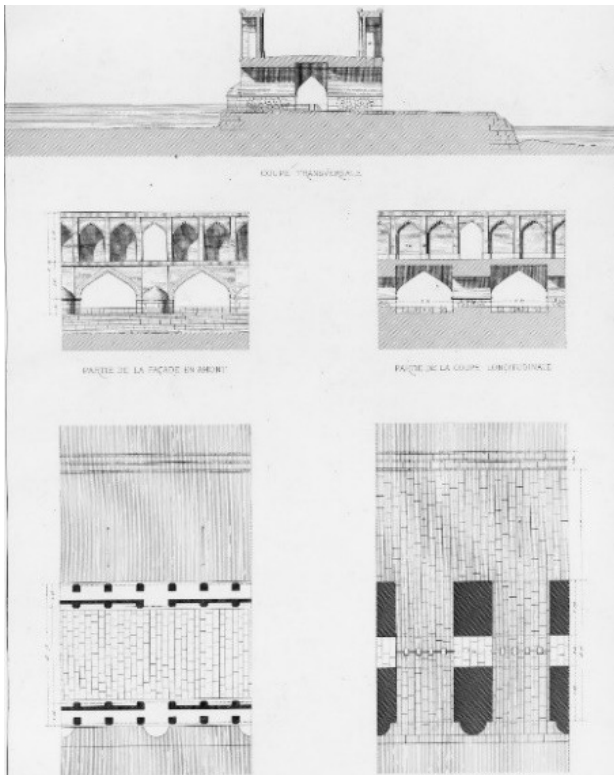 COUPE TRANSVERSALE
PARTIE DE LA FAÇADE EN AMONT
PARTIE DE LA COUPE LONGITUDINALE